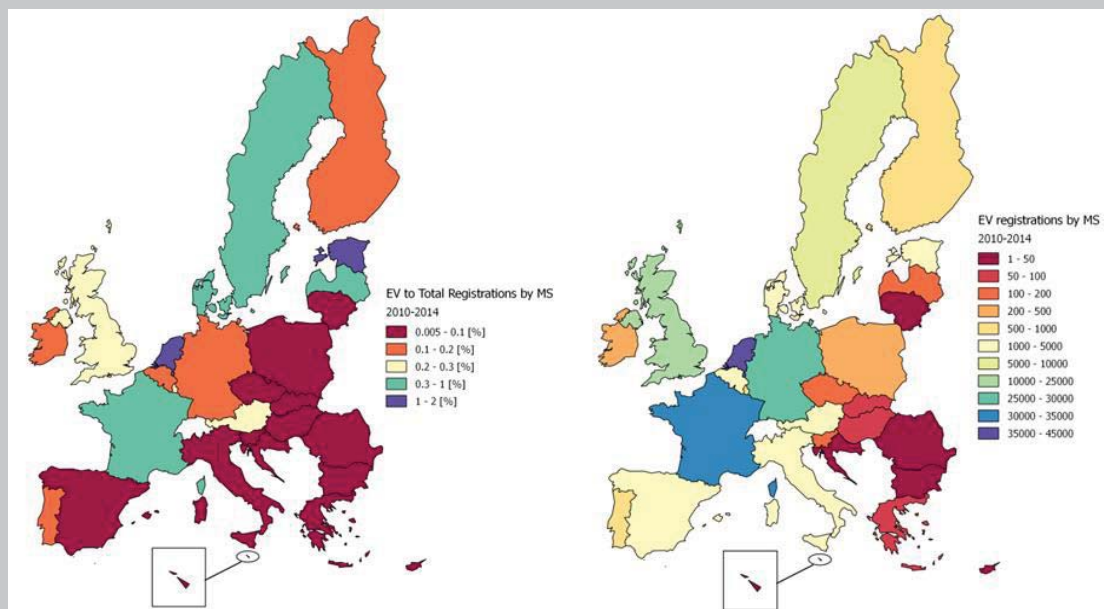 EV to Total Registrations by MS
2010-2014
0.005 - 0.1 [%]
0.1 - 0.2 [%]
0.2 - 0.3 [%]
0.3 - 1 [%]
1 - 2 [%]
EV registrations by MS
2010-2014
1 - 50
50 - 100
100 - 200
200 - 500
500 - 1000
1000 - 5000
5000 - 10000
10000 - 25000
25000 - 30000
30000 - 35000
35000 - 45000